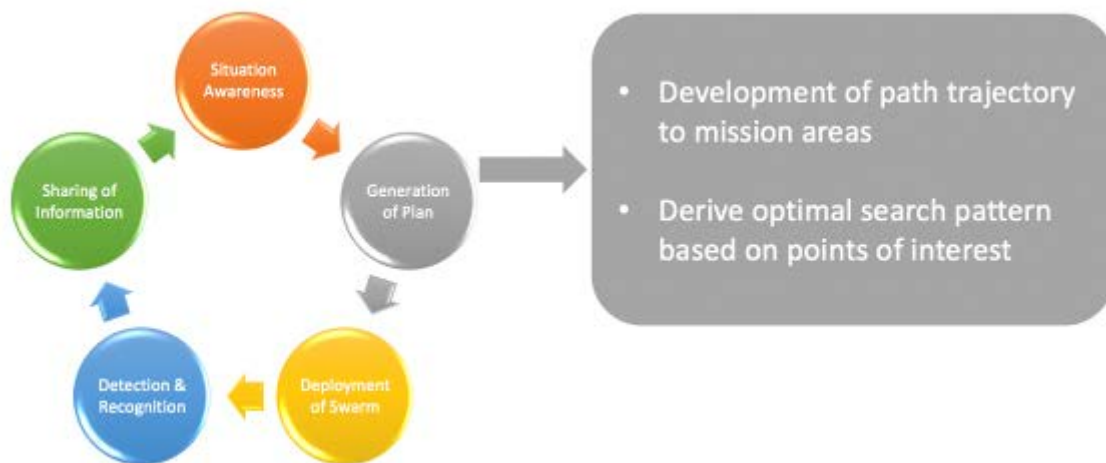 Situation
Awareness
Sharing of
Information
Generation
of Plan
Detection &
Recognition
Deployment
of Swarm
• Development of path trajectory
to mission areas
• Derive optimal search pattern
based on points of interest